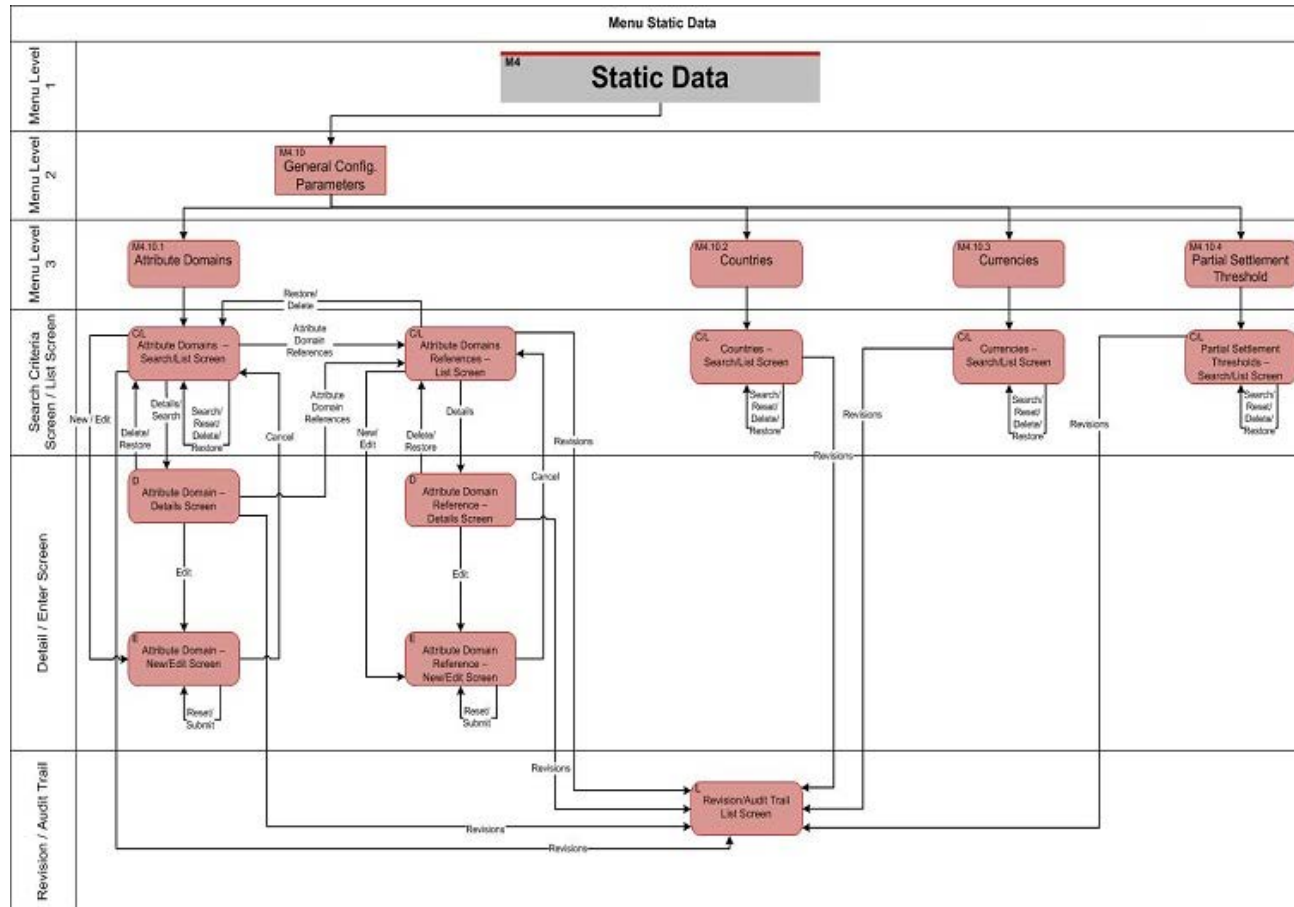 Menu Static Data
Menu Level
1
M4
Static Data
Menu Level
2
M4.10
General Config.
Parameters
Menu Level
3
M4.10.1
Attribute Domains
M4.10.2
Countries
M4.10.3
Currencies
M4.10.4
Partial Settlement
Threshold
Search Criteria
Screen / List Screen
Restore/
Delete
C/L
Attribute Domains –
Search/List Screen
Attribute
Domain
References
C/L
Attribute Domains
References –
List Screen
C/L
Countries –
Search/List Screen
C/L
Currencies –
Search/List Screen
C/L
Partial Settlement
Thresholds –
Search/List Screen
New / Edit
Delete/
Restore
Details/
Search
Search/
Reset/
Delete/
Restore
Cancel
Attribute
Domain
References
New/
Edit
Delete/
Restore
Details
Cancel
Revisions
Search/
Reset/
Delete/
Restore
Revisions
Revisions
Search/
Reset/
Delete/
Restore
Revisions
Search/
Reset/
Delete/
Restore
Detail / Enter Screen
D
Attribute Domain –
Details Screen
D
Attribute Domain
Reference –
Details Screen
Edit
Edit
E
Attribute Domain –
New/Edit Screen
E
Attribute Domain
Reference –
New/Edit Screen
Reset/
Submit
Reset/
Submit
Revision / Audit Trail
Revisions
L
Revision/Audit Trail
List Screen
Revisions
Revisions